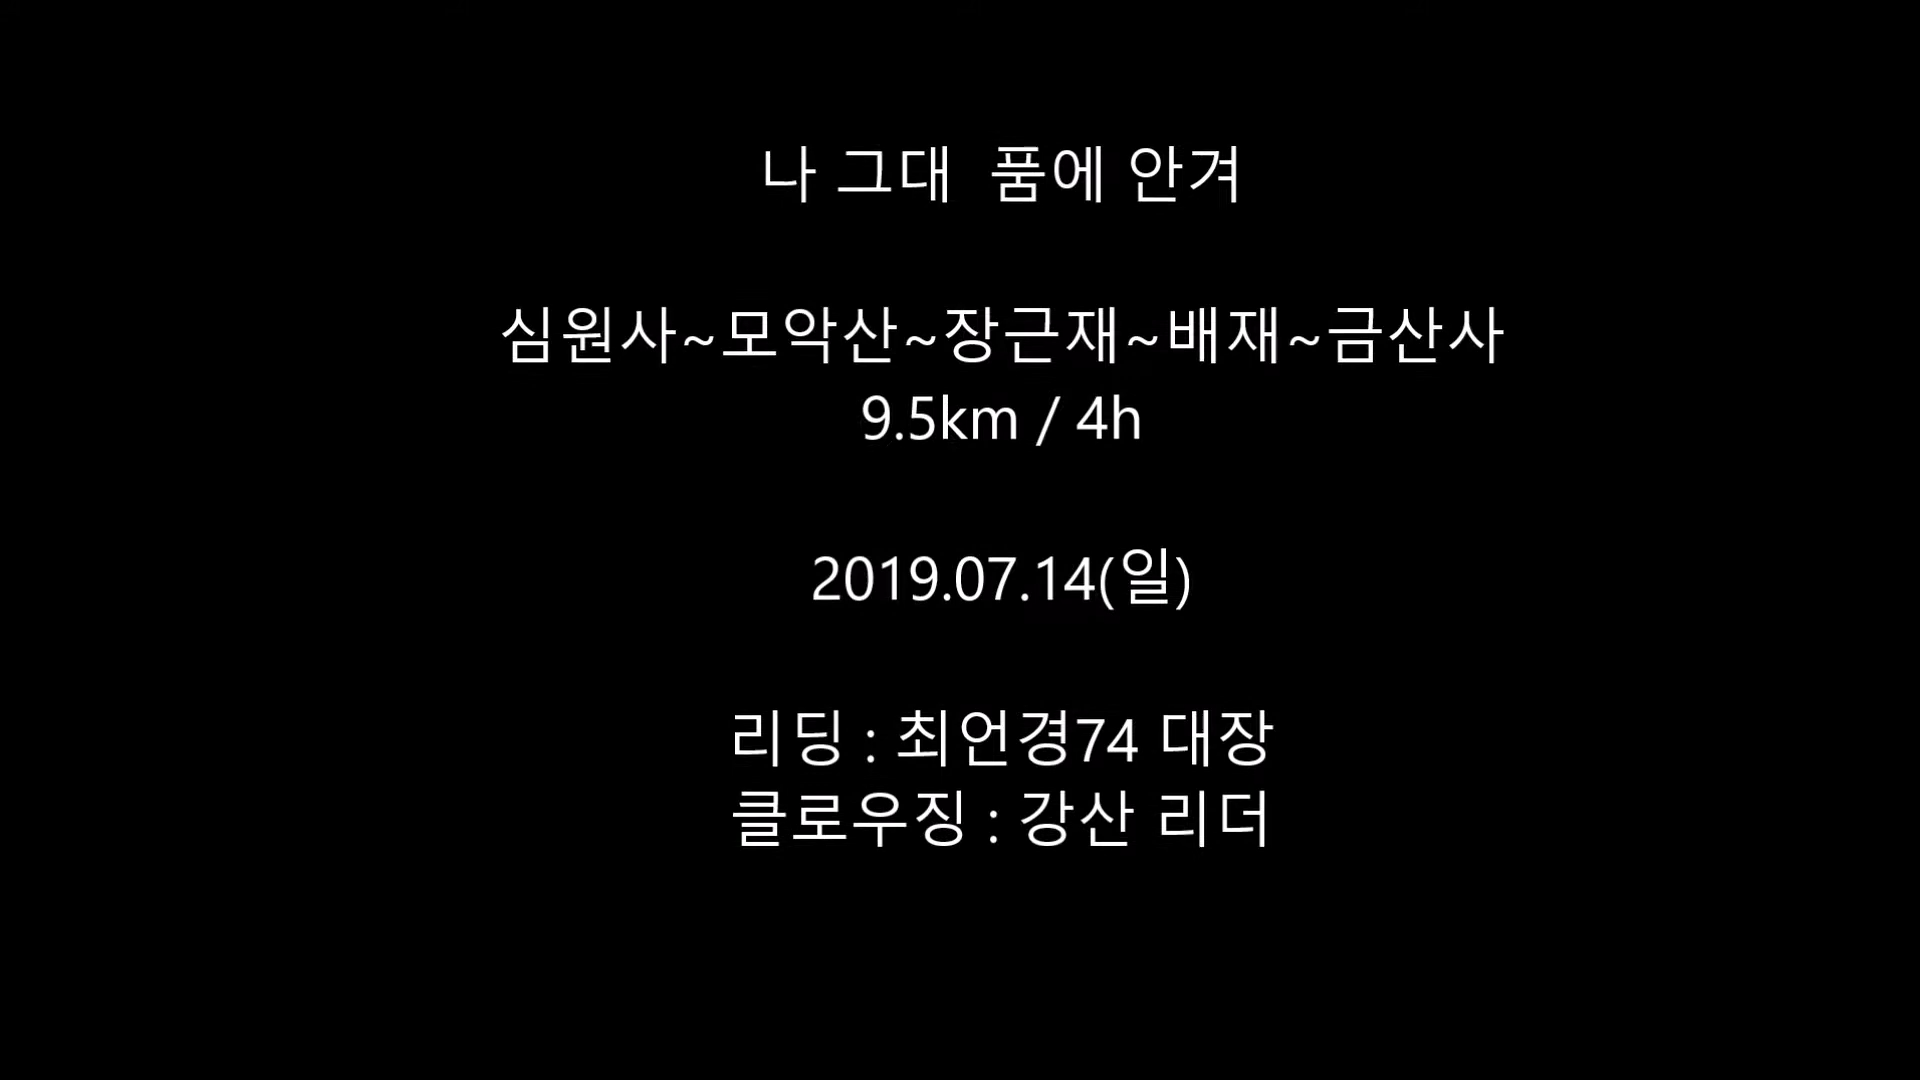 나 그대  품에 안겨
심원사~모악산~장근재~배재~금산사
9.5km / 4h
2019.07.14(일)
리딩 : 최언경74 대장
클로우징 : 강산 리더